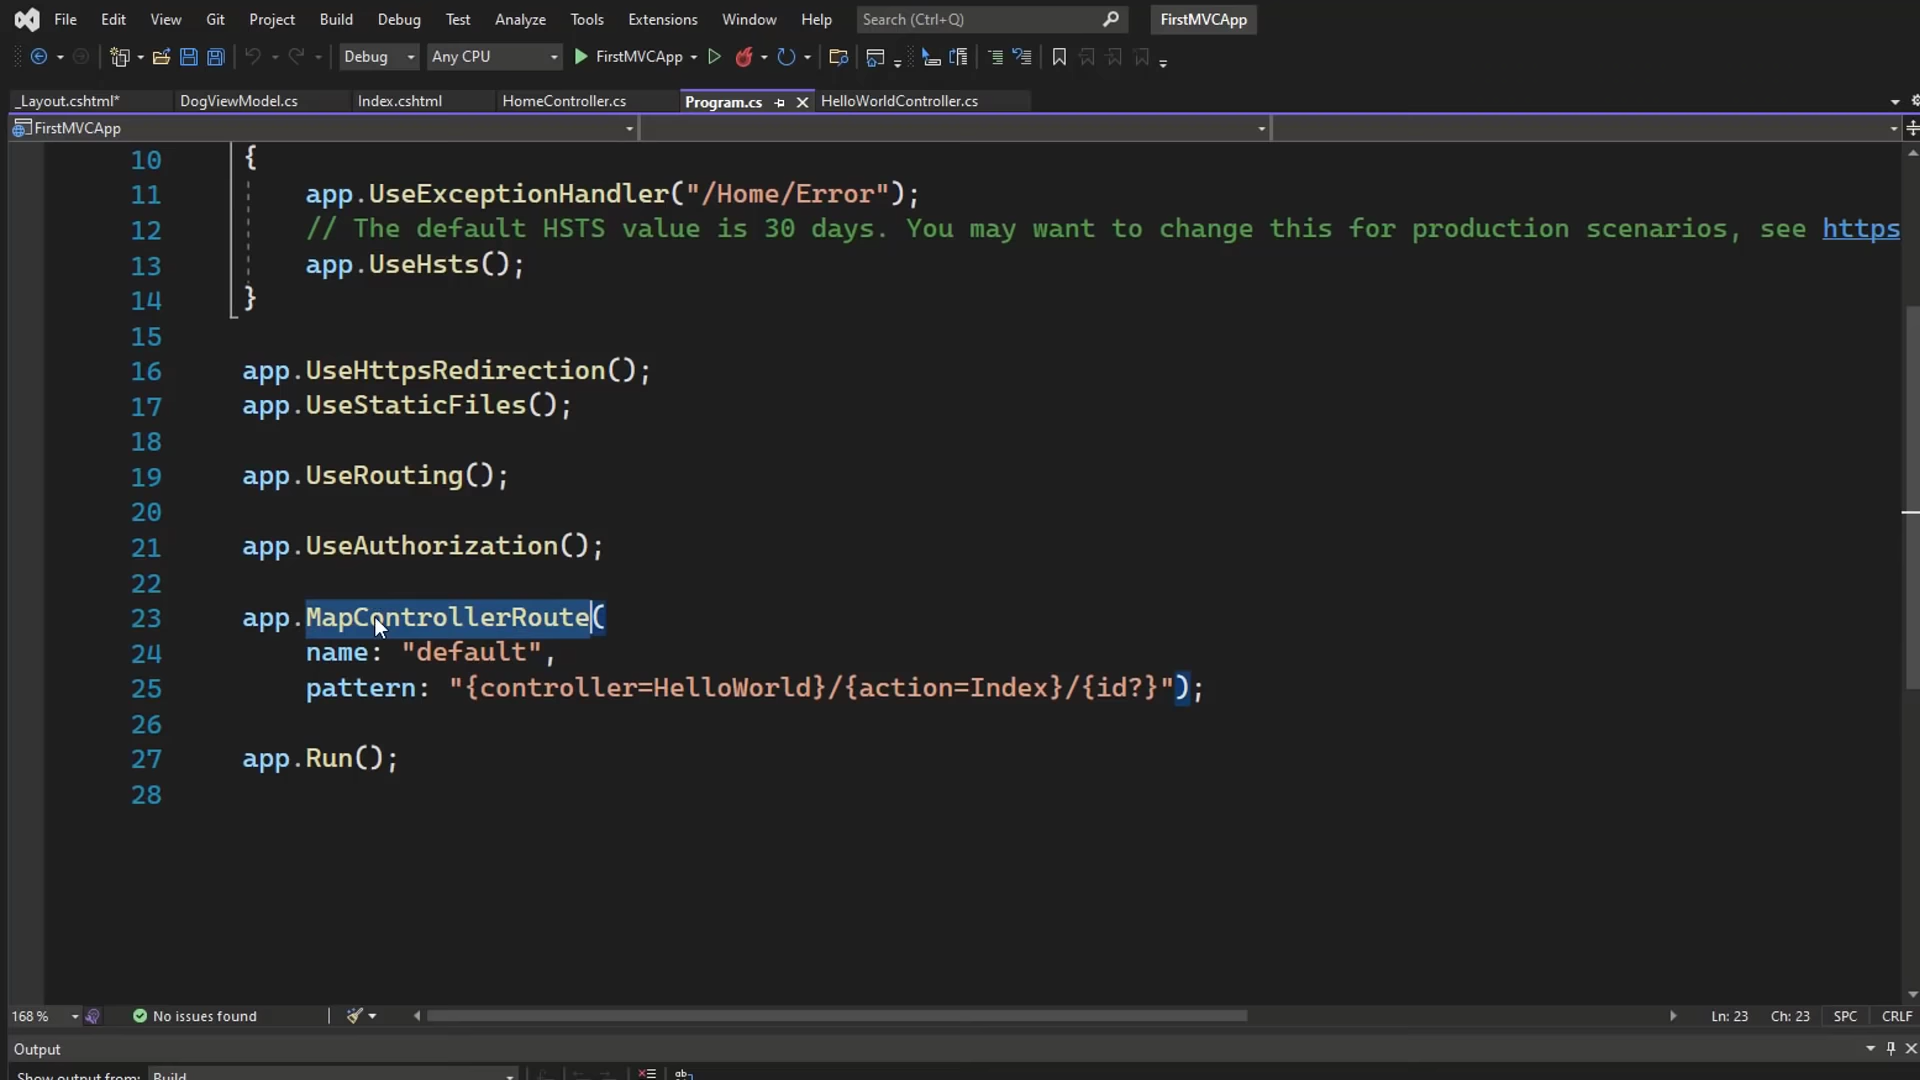 File Edit View Git Project Build Debug Test Analyze Tools Extensions Window Help Search (Ctrl+Q) FirstMVCApp
Debug Any CPU FirstMVCApp
_Layout.cshtml* DogViewModel.cs Index.cshtml HomeController.cs Program.cs HelloWorldController.cs
FirstMVCApp
10 {
11 app.UseExceptionHandler("/Home/Error");
12 // The default HSTS value is 30 days. You may want to change this for production scenarios, see https
13 app.UseHsts();
14 }
15
16 app.UseHttpsRedirection();
17 app.UseStaticFiles();
18
19 app.UseRouting();
20
21 app.UseAuthorization();
22
23 app.MapControllerRoute(
24 name: "default",
25 pattern: "{controller=HelloWorld}/{action=Index}/{id?}");
26
27 app.Run();
28
168 % No issues found Ln: 23 Ch: 23 SPC CRLF
Output
Show output from: Build